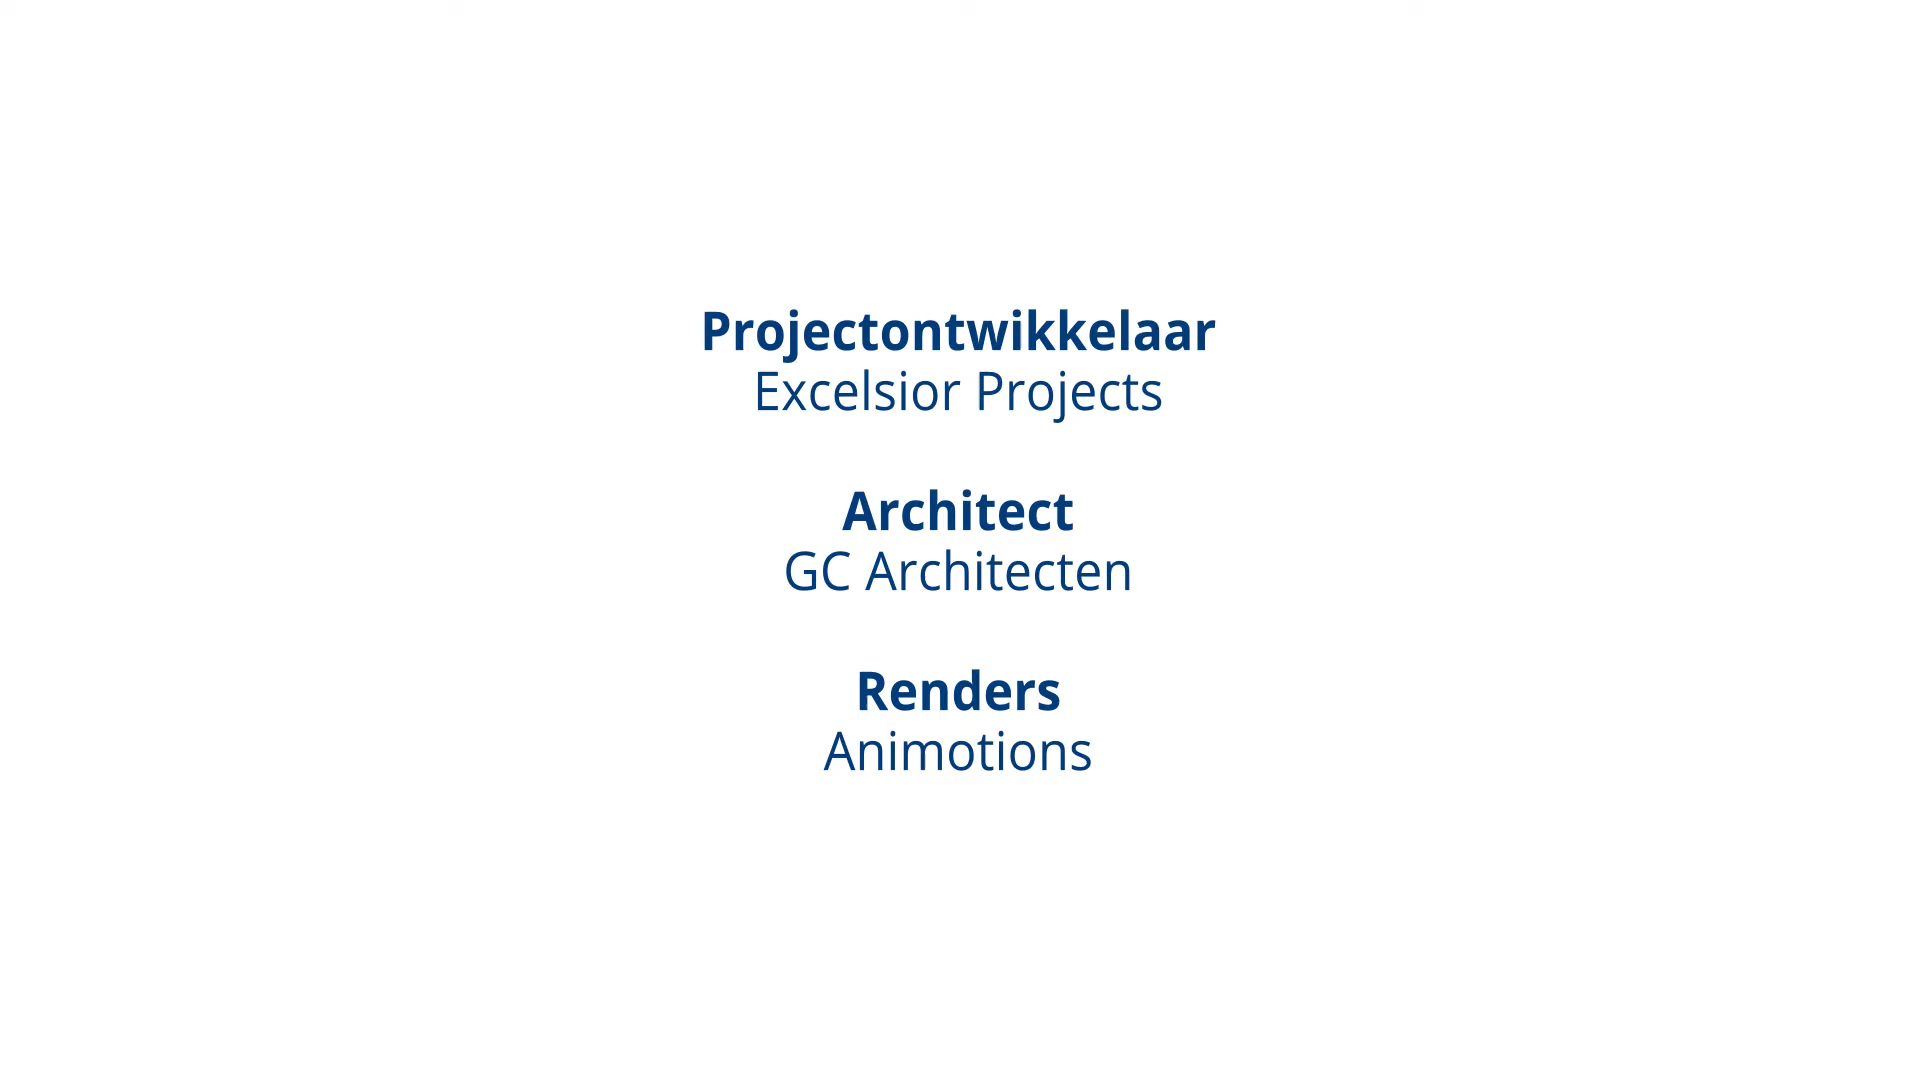 Projectontwikkelaar
Excelsior Projects
Architect
GC Architecten
Renders
Animotions